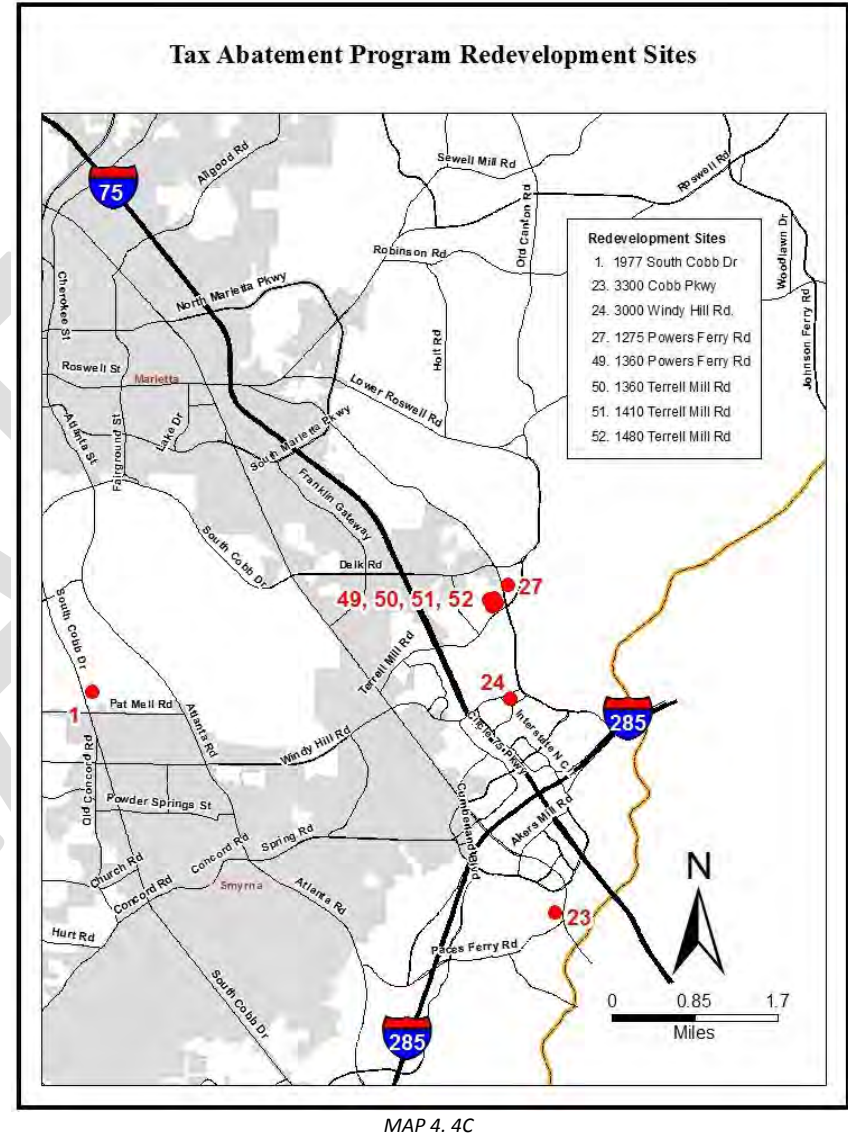 Tax Abatement Program Redevelopment Sites
75
Allgood Rd
Sewell Mill Rd
Roswell Rd
Old Canton Rd
Robinson Rd
Woodlawn Dr
Johnson Ferry Rd
Redevelopment Sites
1. 1977 South Cobb Dr
23. 3300 Cobb Pkwy
24. 3000 Windy Hill Rd.
27. 1275 Powers Ferry Rd
49. 1360 Powers Ferry Rd
50. 1360 Terrell Mill Rd
51. 1410 Terrell Mill Rd
52. 1480 Terrell Mill Rd
Cherokee St
North Marietta Pkwy
Holt Rd
Roswell St
Marietta
Lower Roswell Rd
Atlanta St
Fairground St
Lake Dr
South Marietta Pkwy
Franklin Gateway
South Cobb Dr
Delk Rd
27
49, 50, 51, 52
South Cobb Dr
Terrell Mill Rd
24
1
Pat Mell Rd
Atlanta Rd
285
Interstate N C
Circle 75 Pkwy
Windy Hill Rd
Old Concord Rd
Powder Springs St
Cumberland Blvd
Akers Mill Rd
Spring Rd
Concord Rd
Church Rd
Concord Rd
Smyrna
Atlanta Rd
N
23
Hurt Rd
Paces Ferry Rd
South Cobb Dr
0 0.85 1.7
Miles
285
MAP 4. 4C